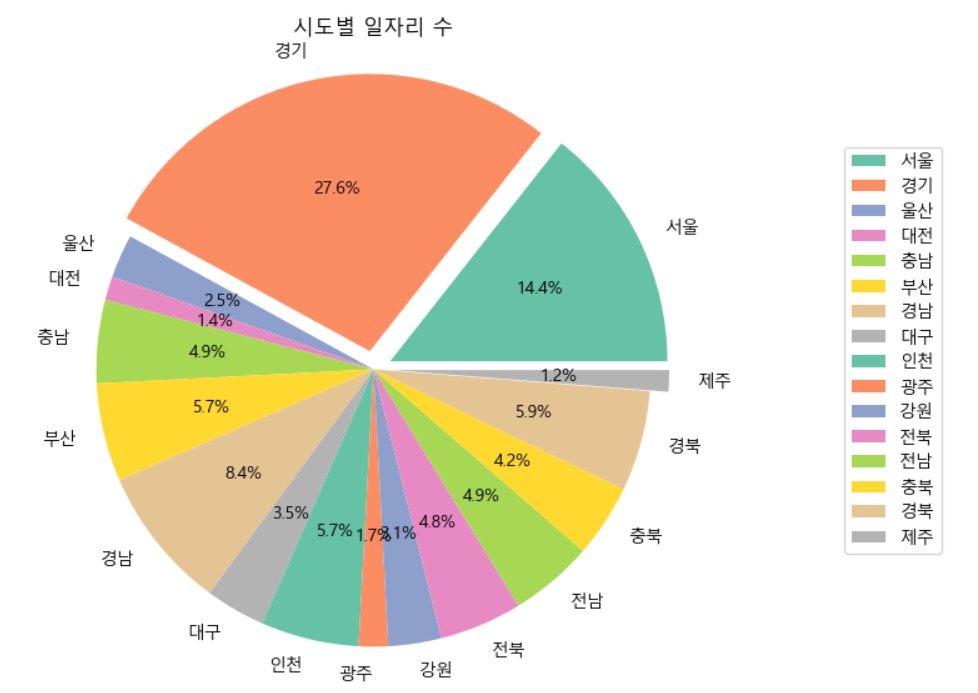 시도별 일자리 수
경기
27.6%
서울
14.4%
울산
2.5%
대전
1.4%
충남
4.9%
부산
5.7%
경남
8.4%
대구
3.5%
인천
5.7%
광주
1.7%
강원
3.1%
전북
4.8%
전남
4.9%
충북
4.2%
경북
5.9%
제주
1.2%
서울
경기
울산
대전
충남
부산
경남
대구
인천
광주
강원
전북
전남
충북
경북
제주